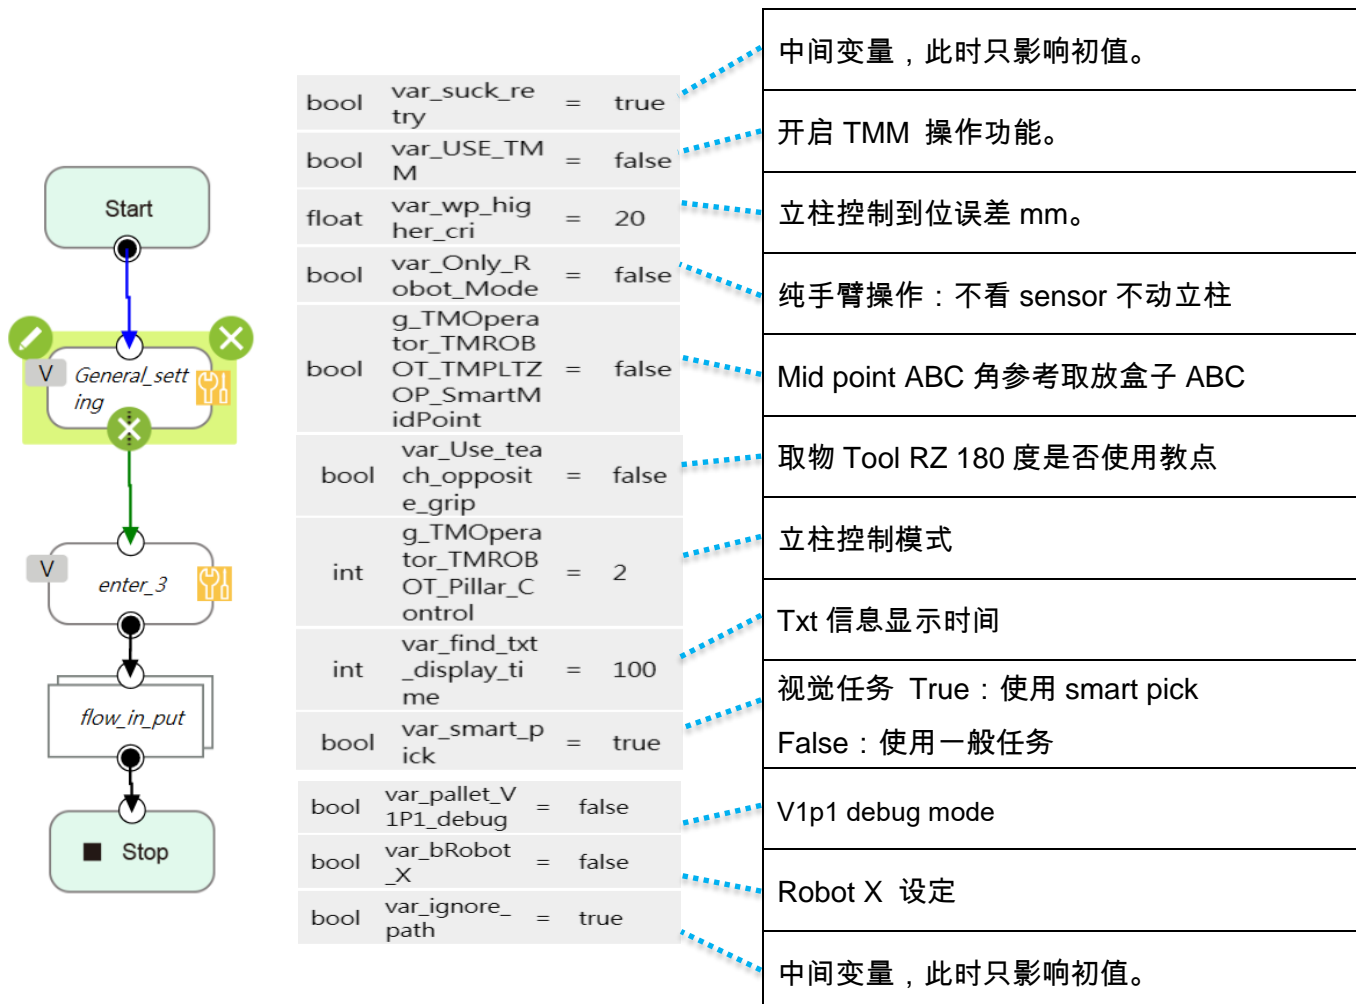 Start
V
General_sett
ing
V
enter_3
flow_in_put
Stop
bool var_suck_re
try = true
bool var_USE_TM
M = false
float var_wp_hig
her_cri = 20
bool var_Only_R
obot_Mode = false
bool g_TMOpera
tor_TMROB
OT_TMPLTZ
OP_SmartM
idPoint = false
bool var_Use_tea
ch_opposit
e_grip = false
int g_TMOpera
tor_TMROB
OT_Pillar_C
ontrol = 2
int var_find_txt
_display_ti
me = 100
bool var_smart_p
ick = true
bool var_pallet_V
1P1_debug = false
bool var_bRobot
_X = false
bool var_ignore_
path = true
中间变量，此时只影响初值。
开启 TMM 操作功能。
立柱控制到位误差 mm。
纯手臂操作：不看 sensor 不动立柱
Mid point ABC 角参考取放盒子 ABC
取物 Tool RZ 180 度是否使用教点
立柱控制模式
Txt 信息显示时间
视觉任务 True：使用 smart pick
False：使用一般任务
V1p1 debug mode
Robot X 设定
中间变量，此时只影响初值。